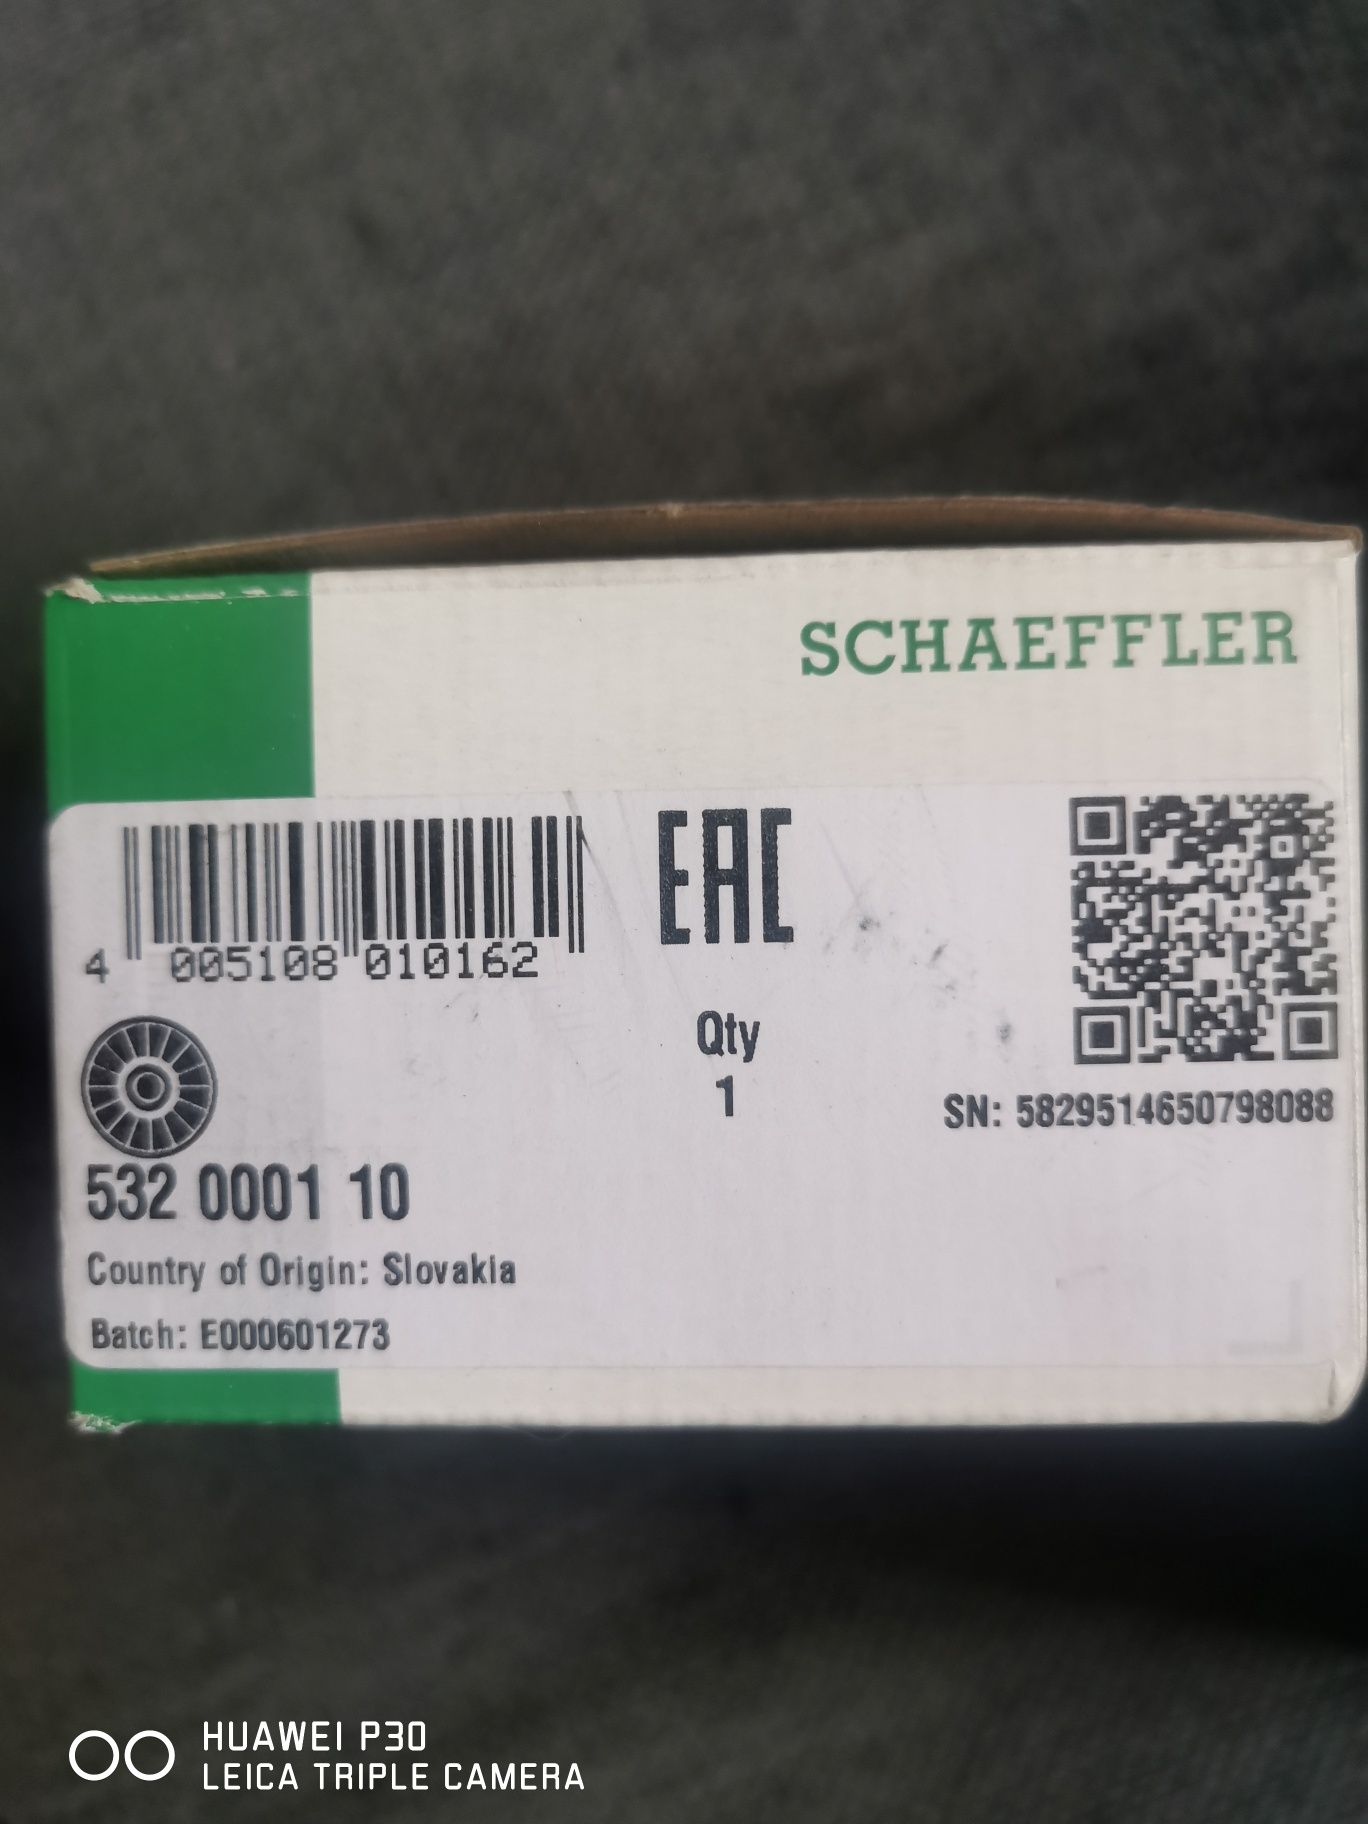 SCHAEFFLER
EAC
4 005108 010162
Qty
1
SN: 5829514650798088
532 0001 10
Country of Origin: Slovakia
Batch: E000601273
HUAWEI P30
LEICA TRIPLE CAMERA